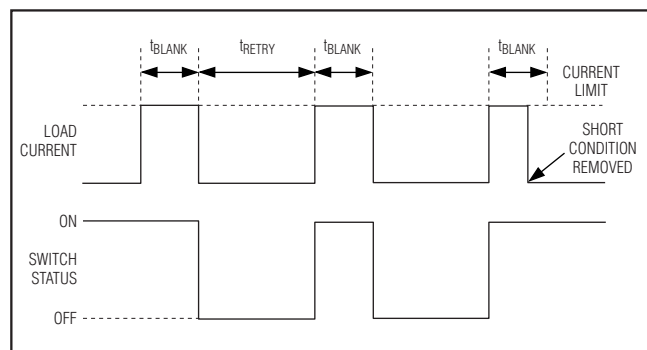 tBLANK
tRETRY
tBLANK
tBLANK
CURRENT
LIMIT
LOAD
CURRENT
SHORT
CONDITION
REMOVED
ON
SWITCH
STATUS
OFF